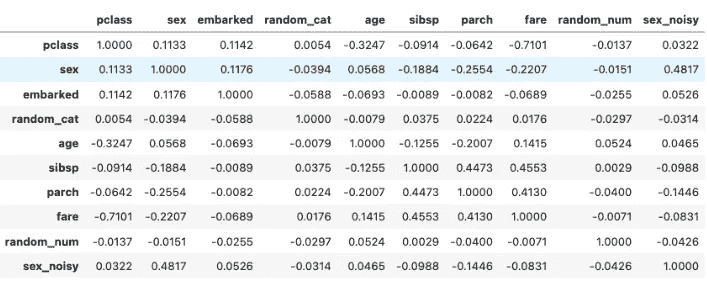 pclass sex embarked random_cat age sibsp parch fare random_num sex_noisy
pclass 1.0000 0.1133 0.1142 0.0054 -0.3247 -0.0914 -0.0642 -0.7101 -0.0137 0.0322
sex 0.1133 1.0000 0.1176 -0.0394 0.0568 -0.1884 -0.2554 -0.2207 -0.0151 0.4817
embarked 0.1142 0.1176 1.0000 -0.0588 -0.0693 -0.0089 -0.0082 -0.0689 -0.0255 0.0526
random_cat 0.0054 -0.0394 -0.0588 1.0000 -0.0079 0.0375 0.0224 0.0176 -0.0297 -0.0314
age -0.3247 0.0568 -0.0693 -0.0079 1.0000 -0.1255 -0.2007 0.1415 0.0524 0.0465
sibsp -0.0914 -0.1884 -0.0089 0.0375 -0.1255 1.0000 0.4473 0.4553 0.0029 -0.0988
parch -0.0642 -0.2554 -0.0082 0.0224 -0.2007 0.4473 1.0000 0.4130 -0.0400 -0.1446
fare -0.7101 -0.2207 -0.0689 0.0176 0.1415 0.4553 0.4130 1.0000 -0.0071 -0.0831
random_num -0.0137 -0.0151 -0.0255 -0.0297 0.0524 0.0029 -0.0400 -0.0071 1.0000 -0.0426
sex_noisy 0.0322 0.4817 0.0526 -0.0314 0.0465 -0.0988 -0.1446 -0.0831 -0.0426 1.0000